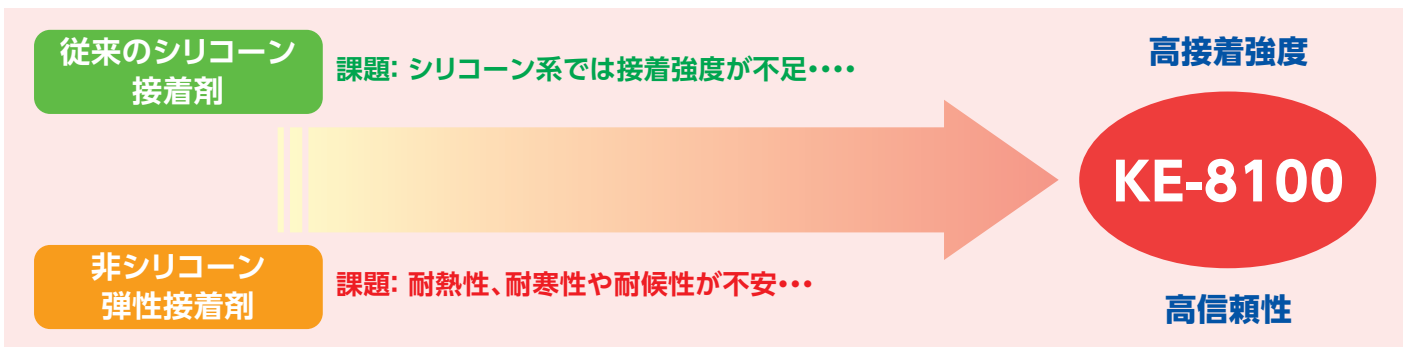 従来のシリコーン
接着剤
課題: シリコーン系では接着強度が不足････
高接着強度
KE-8100
非シリコーン
弾性接着剤
課題: 耐熱性、耐寒性や耐候性が不安･･･
高信頼性